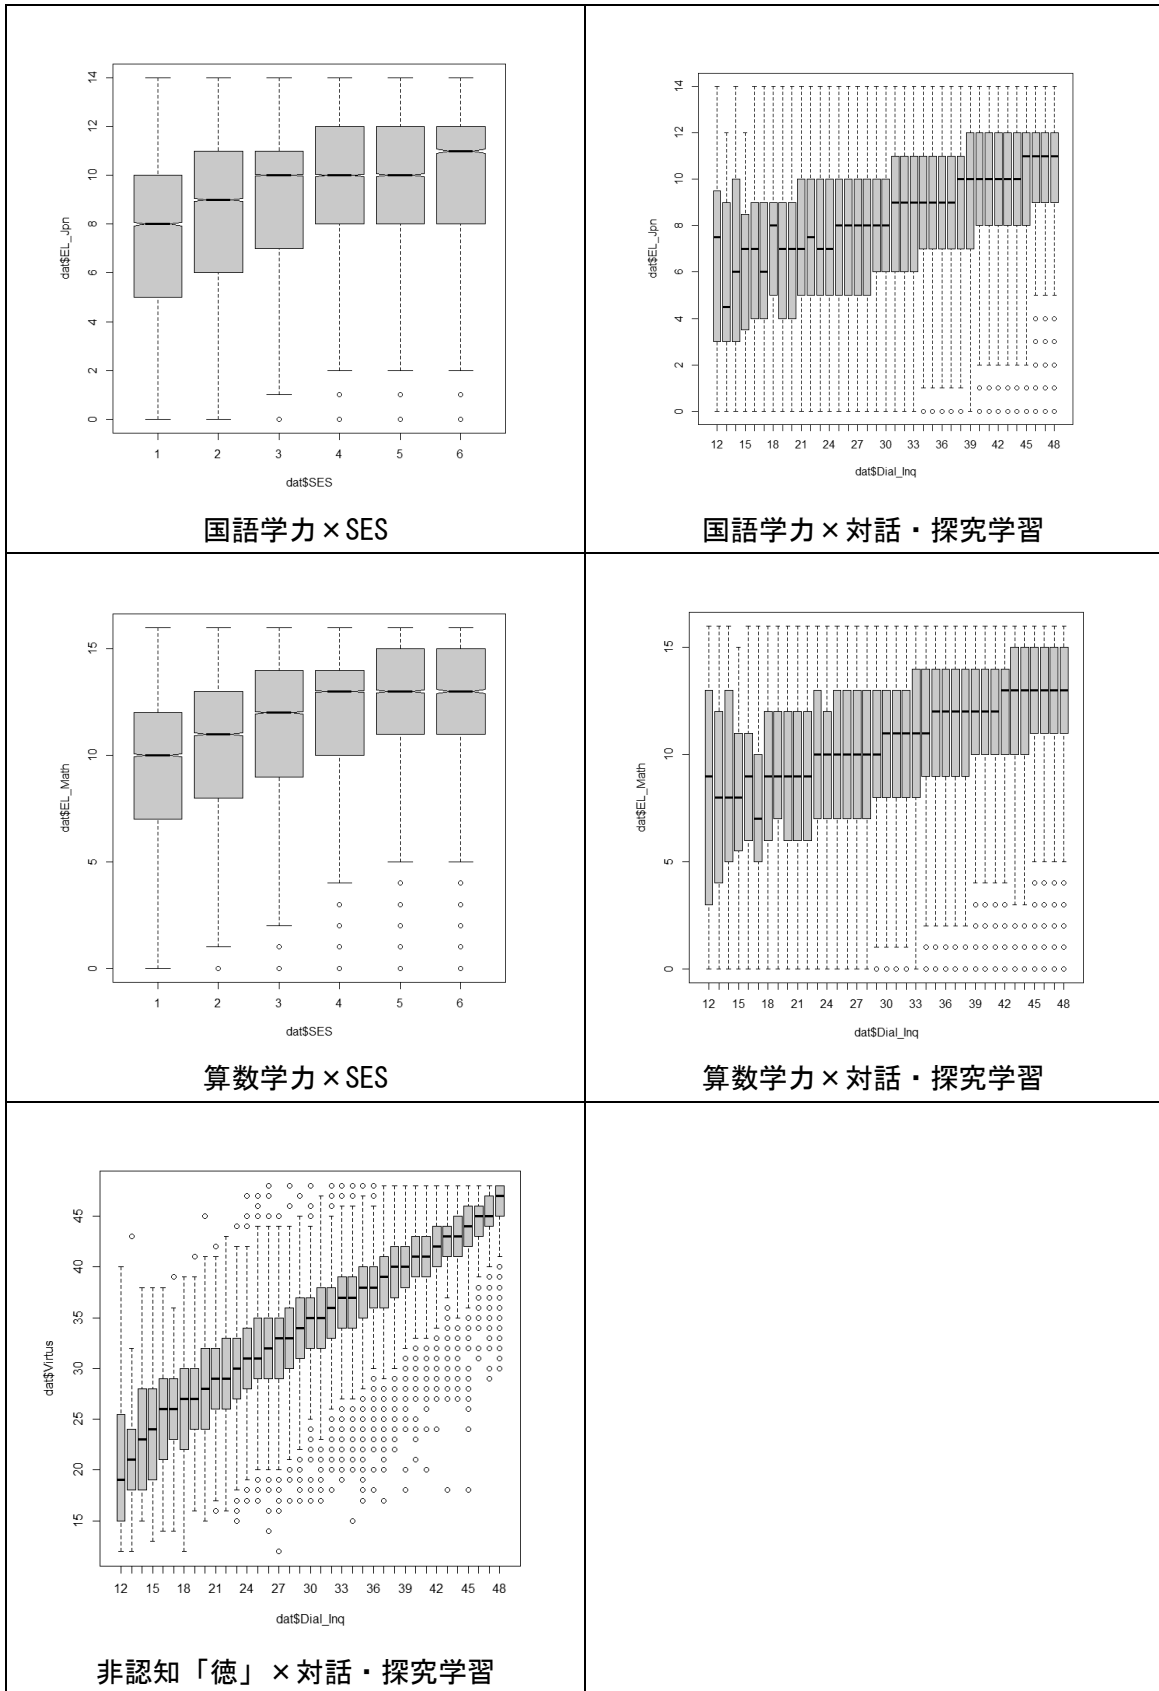 dat$EL_Jpn
0 2 4 6 8 10 12 14
1 2 3 4 5 6
dat$SES
国語学力×SES
dat$EL_Jpn
0 2 4 6 8 10 12 14
12 15 18 21 24 27 30 33 36 39 42 45 48
dat$Dial_Inq
国語学力×対話・探究学習
dat$EL_Math
0 5 10 15
1 2 3 4 5 6
dat$SES
算数学力×SES
dat$EL_Math
0 5 10 15
12 15 18 21 24 27 30 33 36 39 42 45 48
dat$Dial_Inq
算数学力×対話・探究学習
dat$Virtus
15 20 25 30 35 40 45
12 15 18 21 24 27 30 33 36 39 42 45 48
dat$Dial_Inq
非認知「徳」×対話・探究学習